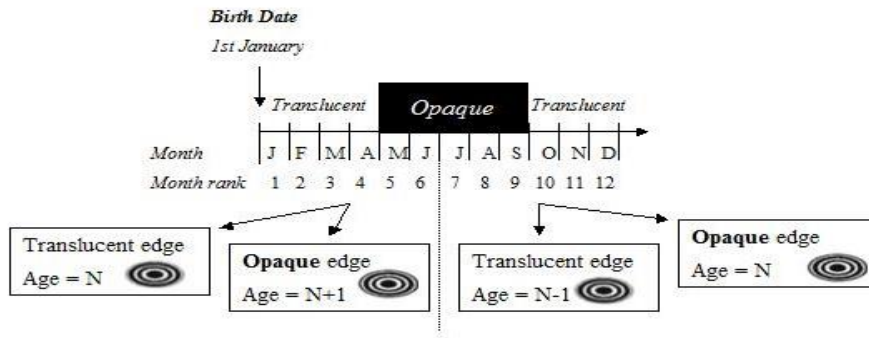 Birth Date
1st January
Translucent Opaque Translucent
Month J F M A M J J A S O N D
Month rank 1 2 3 4 5 6 7 8 9 10 11 12
Translucent edge
Age = N
Opaque edge
Age = N+1
Translucent edge
Age = N-1
Opaque edge
Age = N